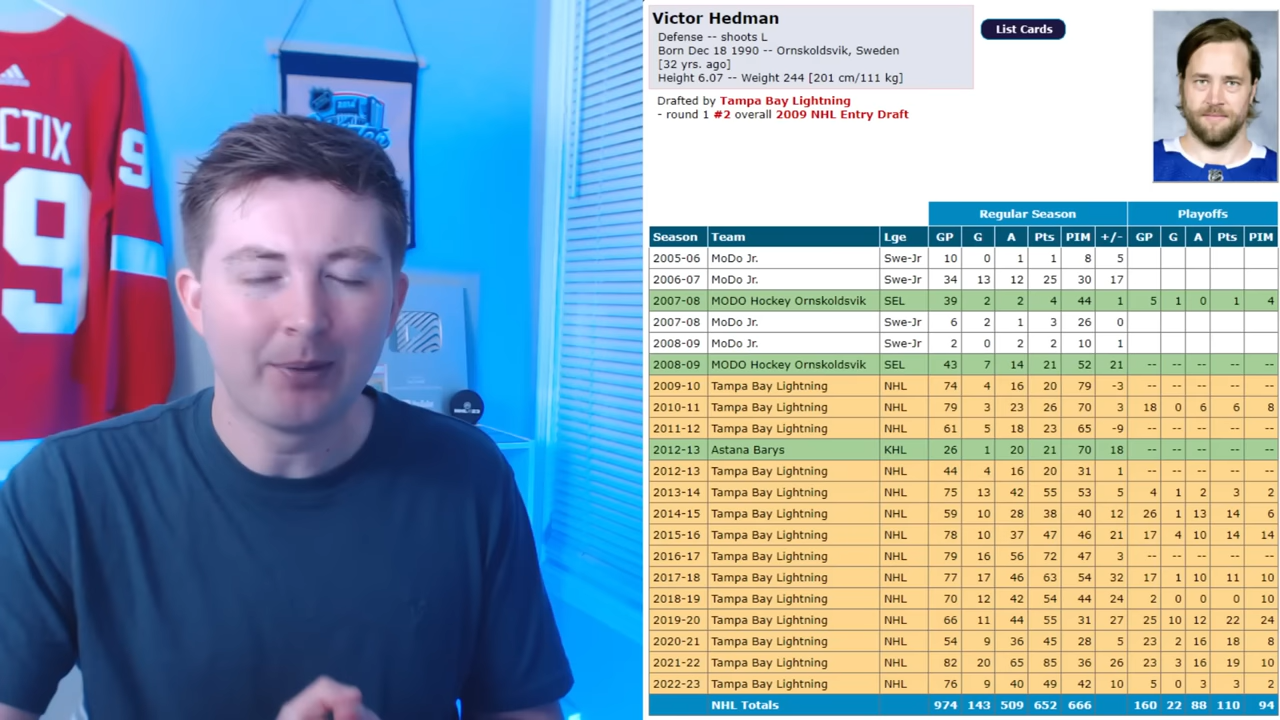 CTIX
9
9
2014
NHL 23
Victor Hedman
Defense -- shoots L
Born Dec 18 1990 -- Ornskoldsvik, Sweden
[32 yrs. ago]
Height 6.07 -- Weight 244 [201 cm/111 kg]
List Cards
Drafted by Tampa Bay Lightning
- round 1 #2 overall 2009 NHL Entry Draft
Regular Season Playoffs
Season Team Lge GP G A Pts PIM +/- GP G A Pts PIM
2005-06 MoDo Jr. Swe-Jr 10 0 1 1 8 5
2006-07 MoDo Jr. Swe-Jr 34 13 12 25 30 17
2007-08 MODO Hockey Ornskoldsvik SEL 39 2 2 4 44 1 5 1 0 1 4
2007-08 MoDo Jr. Swe-Jr 6 2 1 3 26 0
2008-09 MoDo Jr. Swe-Jr 2 0 2 2 10 1
2008-09 MODO Hockey Ornskoldsvik SEL 43 7 14 21 52 21 -- -- -- -- --
2009-10 Tampa Bay Lightning NHL 74 4 16 20 79 -3 -- -- -- -- --
2010-11 Tampa Bay Lightning NHL 79 3 23 26 70 3 18 0 6 6 8
2011-12 Tampa Bay Lightning NHL 61 5 18 23 65 -9 -- -- -- -- --
2012-13 Astana Barys KHL 26 1 20 21 70 18 -- -- -- -- --
2012-13 Tampa Bay Lightning NHL 44 4 16 20 31 1 -- -- -- -- --
2013-14 Tampa Bay Lightning NHL 75 13 42 55 53 5 4 1 2 3 2
2014-15 Tampa Bay Lightning NHL 59 10 28 38 40 12 26 1 13 14 6
2015-16 Tampa Bay Lightning NHL 78 10 37 47 46 21 17 4 10 14 14
2016-17 Tampa Bay Lightning NHL 79 16 56 72 47 3 -- -- -- -- --
2017-18 Tampa Bay Lightning NHL 77 17 46 63 54 32 17 1 10 11 10
2018-19 Tampa Bay Lightning NHL 70 12 42 54 44 24 2 0 0 0 10
2019-20 Tampa Bay Lightning NHL 66 11 44 55 31 27 25 10 12 22 24
2020-21 Tampa Bay Lightning NHL 54 9 36 45 28 5 23 2 16 18 8
2021-22 Tampa Bay Lightning NHL 82 20 65 85 36 26 23 3 16 19 10
2022-23 Tampa Bay Lightning NHL 76 9 40 49 42 10 5 0 3 3 2
NHL Totals 974 143 509 652 666 160 22 88 110 94